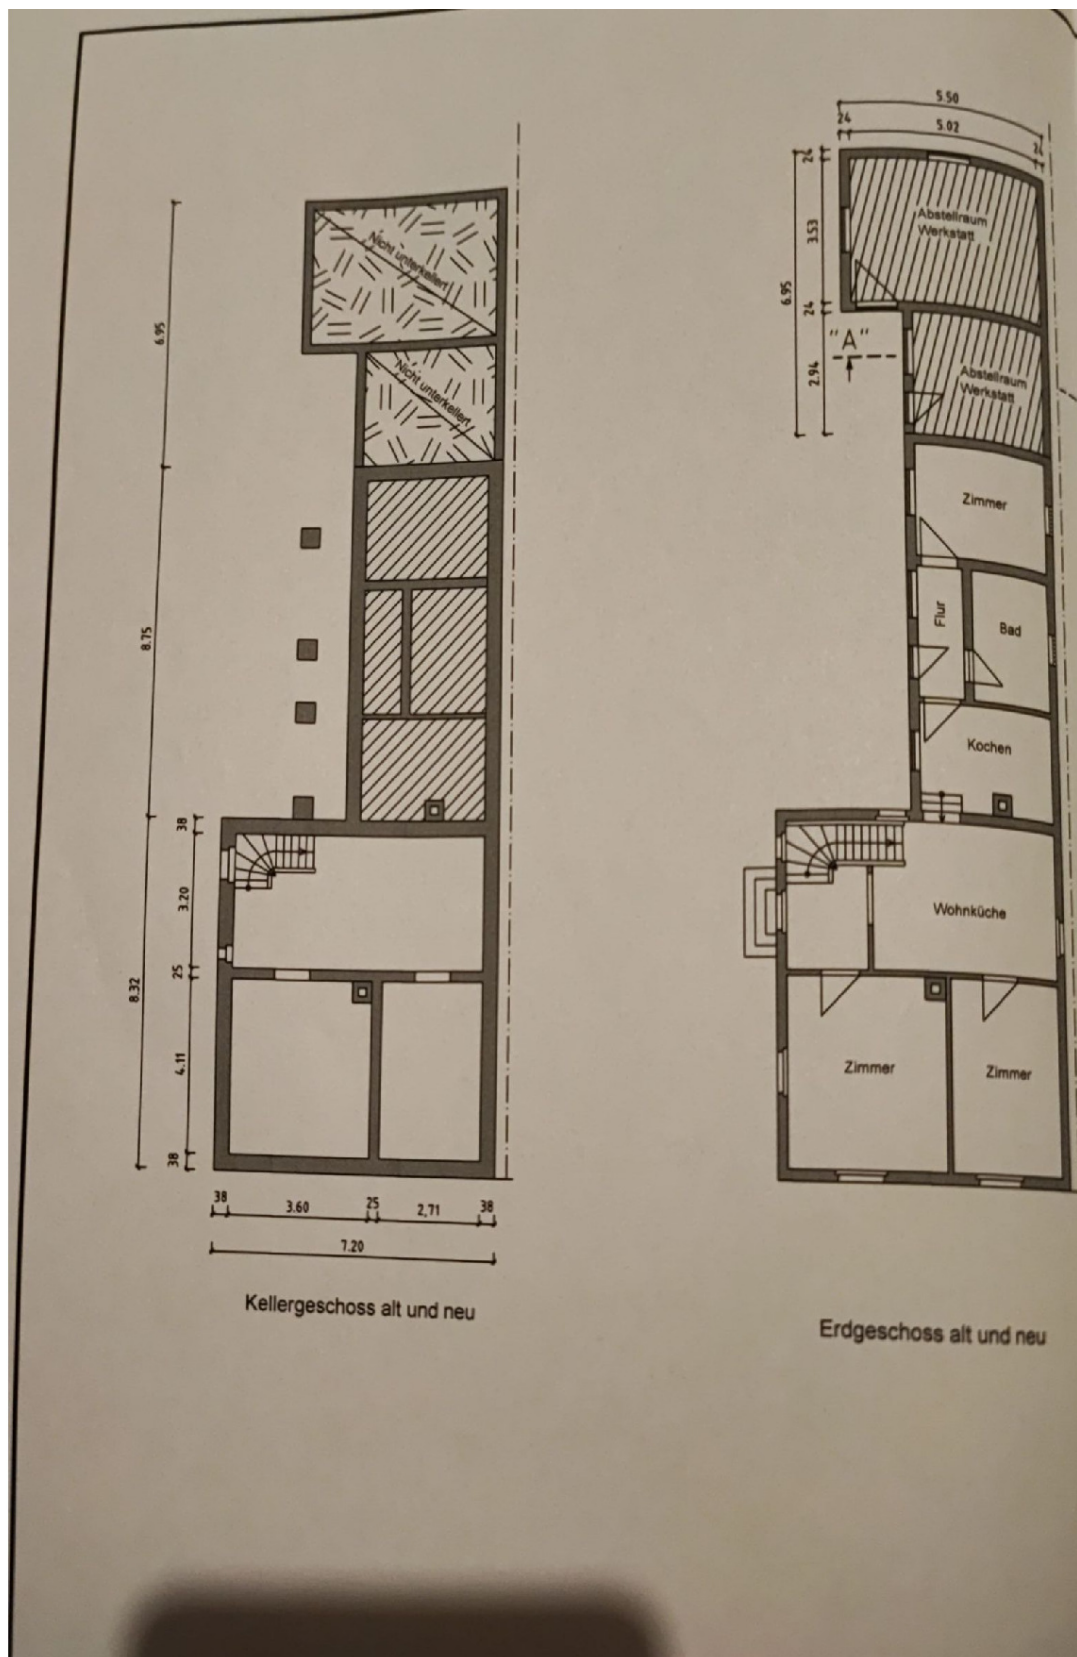 5.50
24
5.02
24
24
3.53
6.95
24
2.94
Abstellraum
Werkstatt
"A"
Abstellraum
Werkstatt
Zimmer
Flur
Bad
Kochen
Wohnküche
Zimmer
Zimmer
Erdgeschoss alt und neu
Nicht unterkellert
Nicht unterkellert
6.95
8.75
8.32
38
3.20
25
4.11
38
38
3.60
25
2,71
38
7.20
Kellergeschoss alt und neu